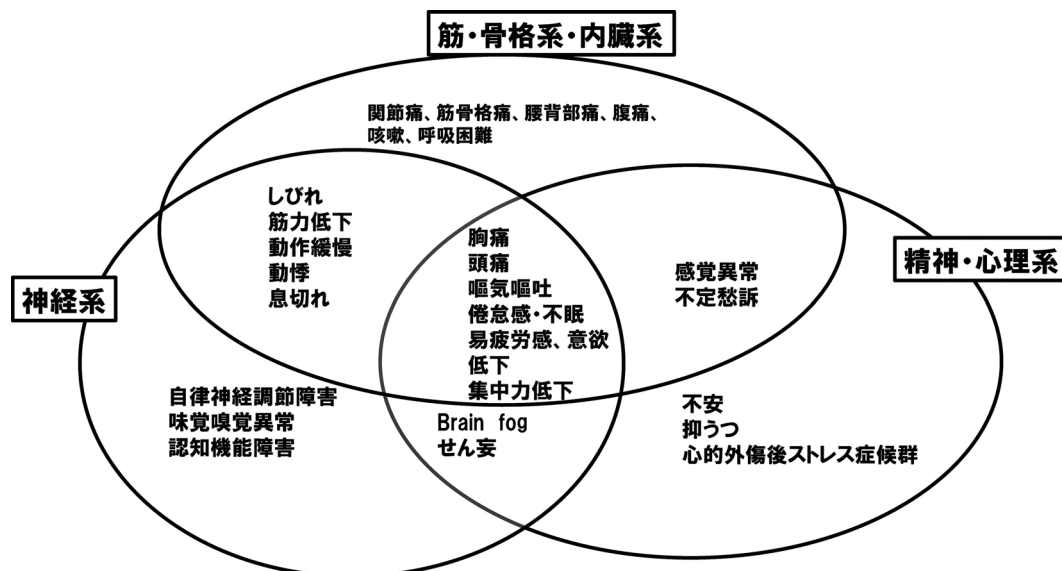 筋・骨格系・内臓系
関節痛、筋骨格痛、腰背部痛、腹痛、
咳嗽、呼吸困難
しびれ
筋力低下
動作緩慢
動悸
息切れ
胸痛
頭痛
嘔気嘔吐
倦怠感・不眠
易疲労感、意欲
低下
集中力低下
感覚異常
不定愁訴
精神・心理系
神経系
自律神経調節障害
味覚嗅覚異常
認知機能障害
Brain fog
せん妄
不安
抑うつ
心的外傷後ストレス症候群